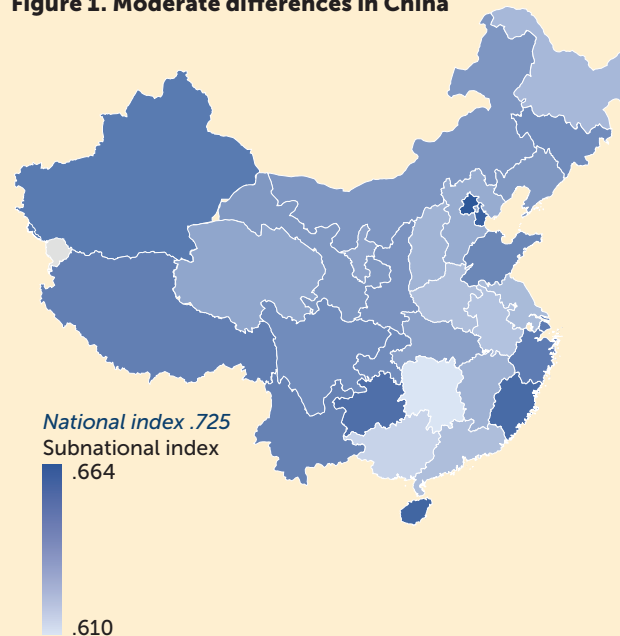 Figure 1. Moderate differences in China
National index .725
Subnational index
.664
.610